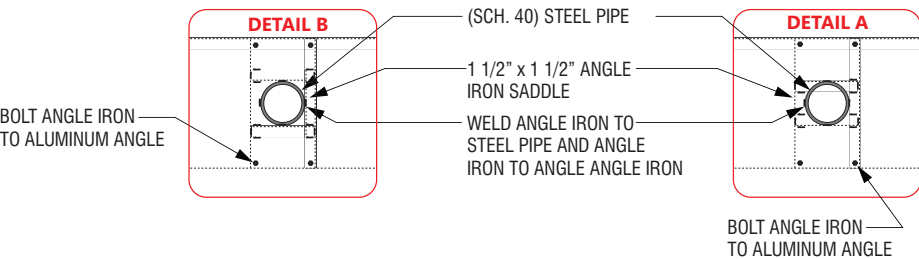 DETAIL B
(SCH. 40) STEEL PIPE
DETAIL A
1 1/2” x 1 1/2” ANGLE
IRON SADDLE
BOLT ANGLE IRON
TO ALUMINUM ANGLE
WELD ANGLE IRON TO
STEEL PIPE AND ANGLE
IRON TO ANGLE ANGLE IRON
BOLT ANGLE IRON
TO ALUMINUM ANGLE